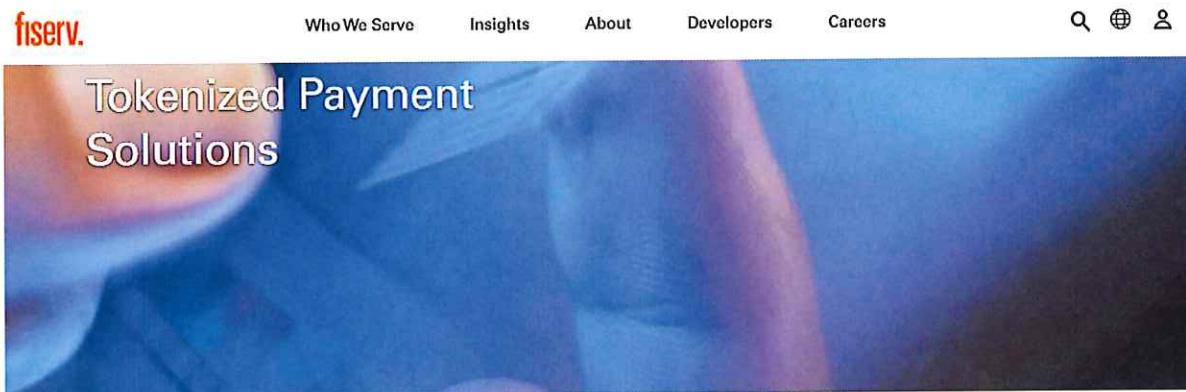 fiserv.
Who We Serve Insights About Developers Careers
Tokenized Payment
Solutions